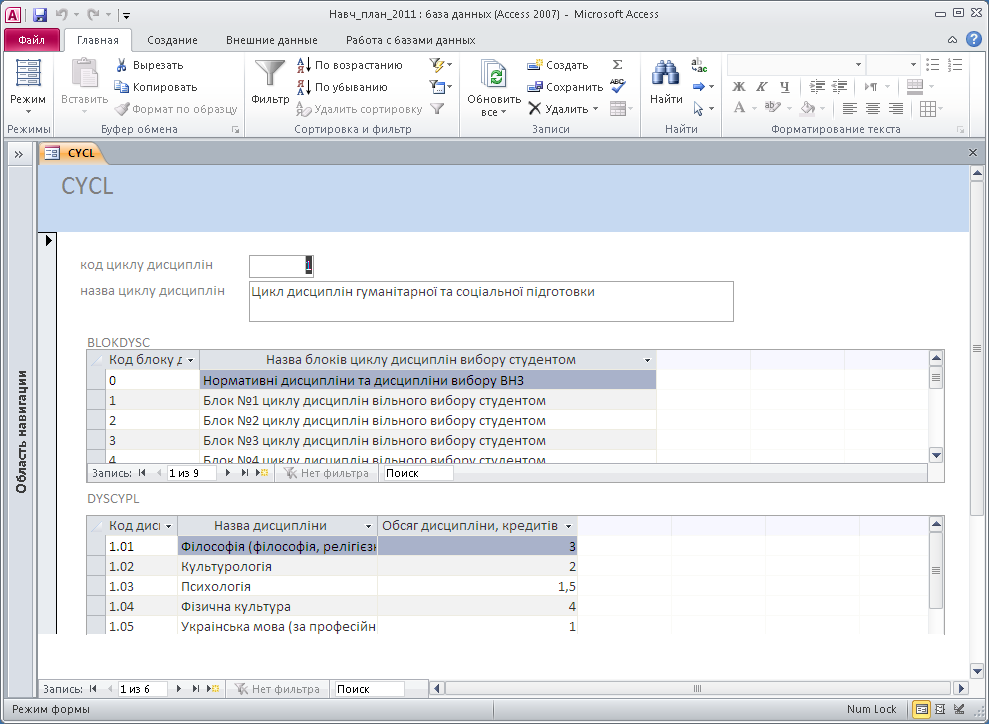 Навч_план_2011 : база данных (Access 2007) - Microsoft Access
Файл Главная Создание Внешние данные Работа с базами данных
Режим
Режимы
Вставить
Вырезать
Копировать
Формат по образцу
Буфер обмена
Фильтр
По возрастанию
По убыванию
Удалить сортировку
Сортировка и фильтр
Обновить
все
Создать
Сохранить
Удалить
Записи
Найти
Найти
Ж К Ч
А
Форматирование текста
CYCL
Область навигации
CYCL
код циклу дисциплін 1
назва циклу дисциплін Цикл дисциплін гуманітарної та соціальної підготовки
BLOKDYSC
Код блоку д Назва блоків циклу дисциплін вибору студентом
0 Нормативні дисципліни та дисципліни вибору ВНЗ
1 Блок №1 циклу дисциплін вільного вибору студентом
2 Блок №2 циклу дисциплін вільного вибору студентом
3 Блок №3 циклу дисциплін вільного вибору студентом
4 Блок №4 циклу дисциплін вільного вибору студентом
Запись: 1 из 9 Нет фильтра Поиск
DYSCYPL
Код дисц Назва дисципліни Обсяг дисципліни, кредитів
1.01 Філософія (філософія, релігієзн 3
1.02 Культурологія 2
1.03 Психологія 1,5
1.04 Фізична культура 4
1.05 Українська мова (за професійн 1
Запись: 1 из 6 Нет фильтра Поиск
Режим формы Num Lock